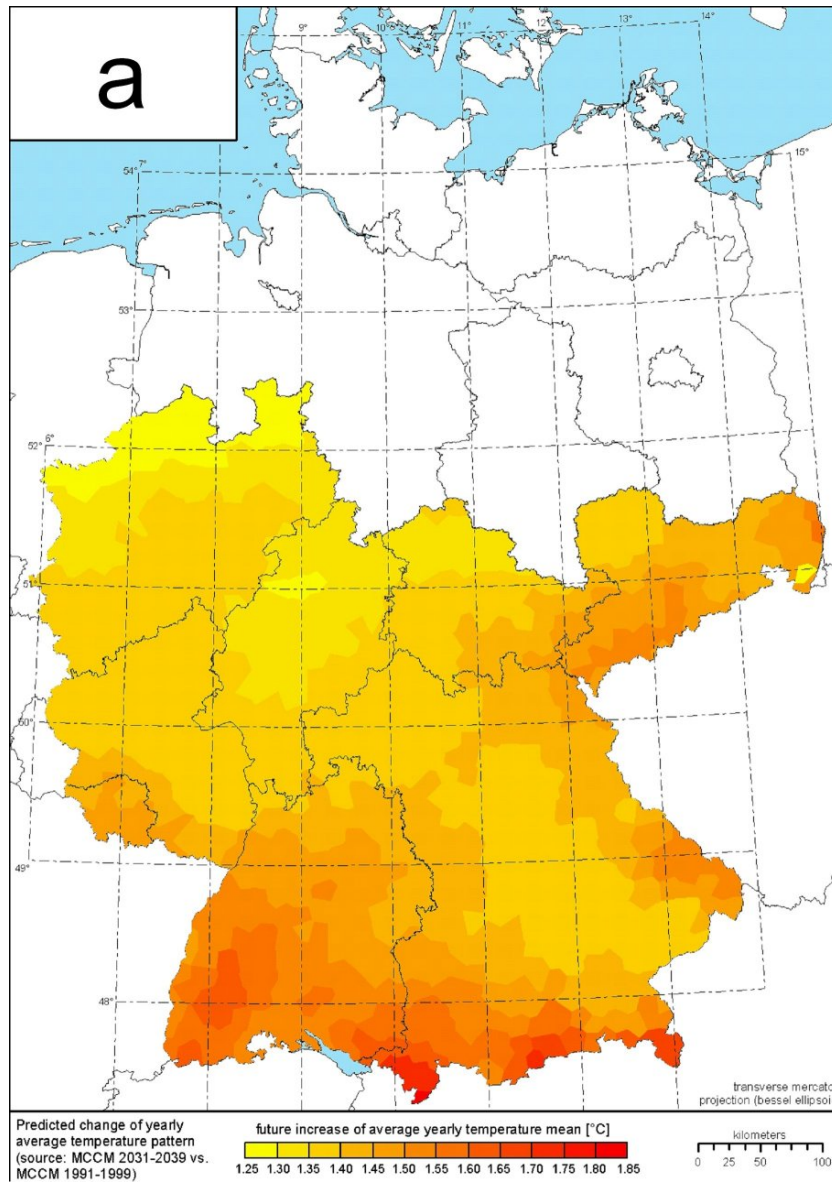 a
9 10 11 12 13 14
54° 7° 15°
53°
52° 6°
51°
50°
49°
48°
transverse mercato
projection (bessel ellipsoi
Predicted change of yearly
average temperature pattern
(source: MCCM 2031-2039 vs.
MCCM 1991-1999)
future increase of average yearly temperature mean [°C]
1.25 1.30 1.35 1.40 1.45 1.50 1.55 1.60 1.65 1.70 1.75 1.80 1.85
kilometers
0 25 50 100